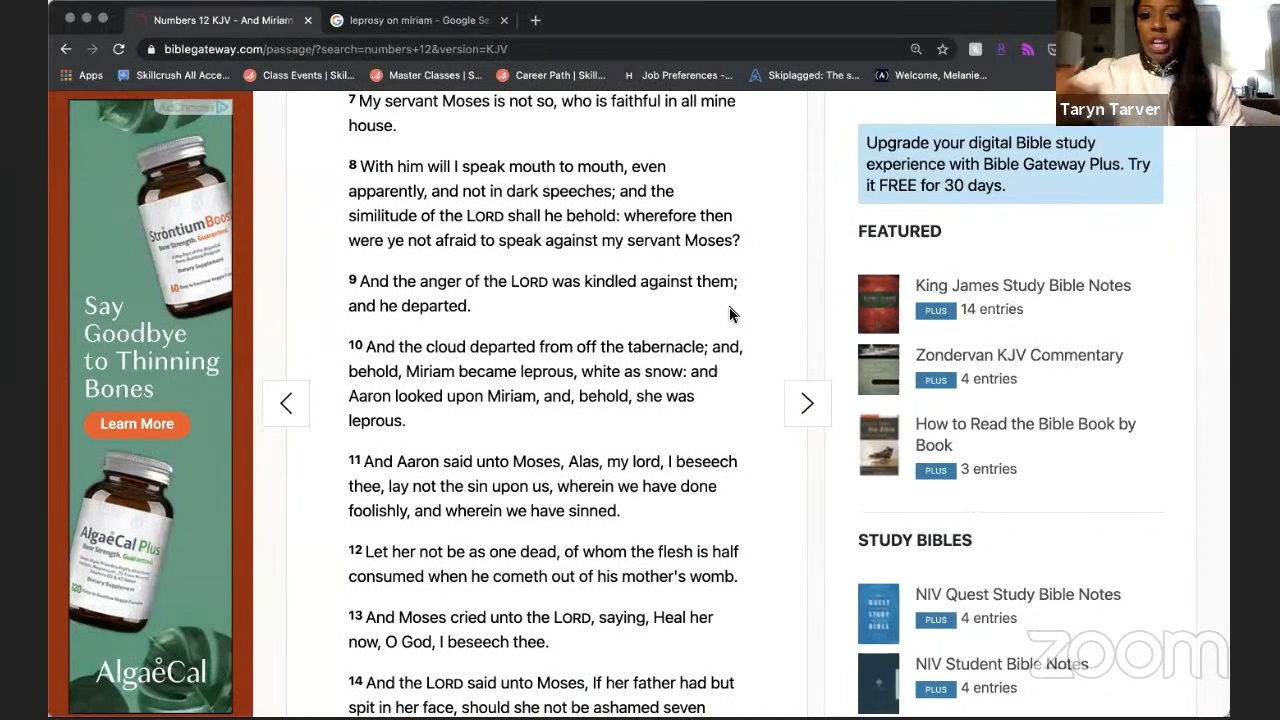 Numbers 12 KJV - And Miriam
leprosy on miriam - Google Se
biblegateway.com/passage/?search=numbers+12&version=KJV
Apps
Skillcrush All Acce...
Class Events | Skil...
Master Classes | S...
Career Path | Skill...
Job Preferences -...
Skiplagged: The s...
Welcome, Melanie...
Taryn Tarver
StrontiumBoost
Say
Goodbye
to Thinning
Bones
Learn More
AlgaeCal Plus
AlgaeCal
7 My servant Moses is not so, who is faithful in all mine
house.
8 With him will I speak mouth to mouth, even
apparently, and not in dark speeches; and the
similitude of the LORD shall he behold: wherefore then
were ye not afraid to speak against my servant Moses?
9 And the anger of the LORD was kindled against them;
and he departed.
10 And the cloud departed from off the tabernacle; and,
behold, Miriam became leprous, white as snow: and
Aaron looked upon Miriam, and, behold, she was
leprous.
11 And Aaron said unto Moses, Alas, my lord, I beseech
thee, lay not the sin upon us, wherein we have done
foolishly, and wherein we have sinned.
12 Let her not be as one dead, of whom the flesh is half
consumed when he cometh out of his mother's womb.
13 And Moses cried unto the LORD, saying, Heal her
now, O God, I beseech thee.
14 And the LORD said unto Moses, If her father had but
spit in her face, should she not be ashamed seven
Upgrade your digital Bible study
experience with Bible Gateway Plus. Try
it FREE for 30 days.
FEATURED
King James Study Bible Notes
PLUS 14 entries
Zondervan KJV Commentary
PLUS 4 entries
How to Read the Bible Book by
Book
PLUS 3 entries
STUDY BIBLES
NIV Quest Study Bible Notes
PLUS 4 entries
NIV Student Bible Notes
PLUS 4 entries
zoom